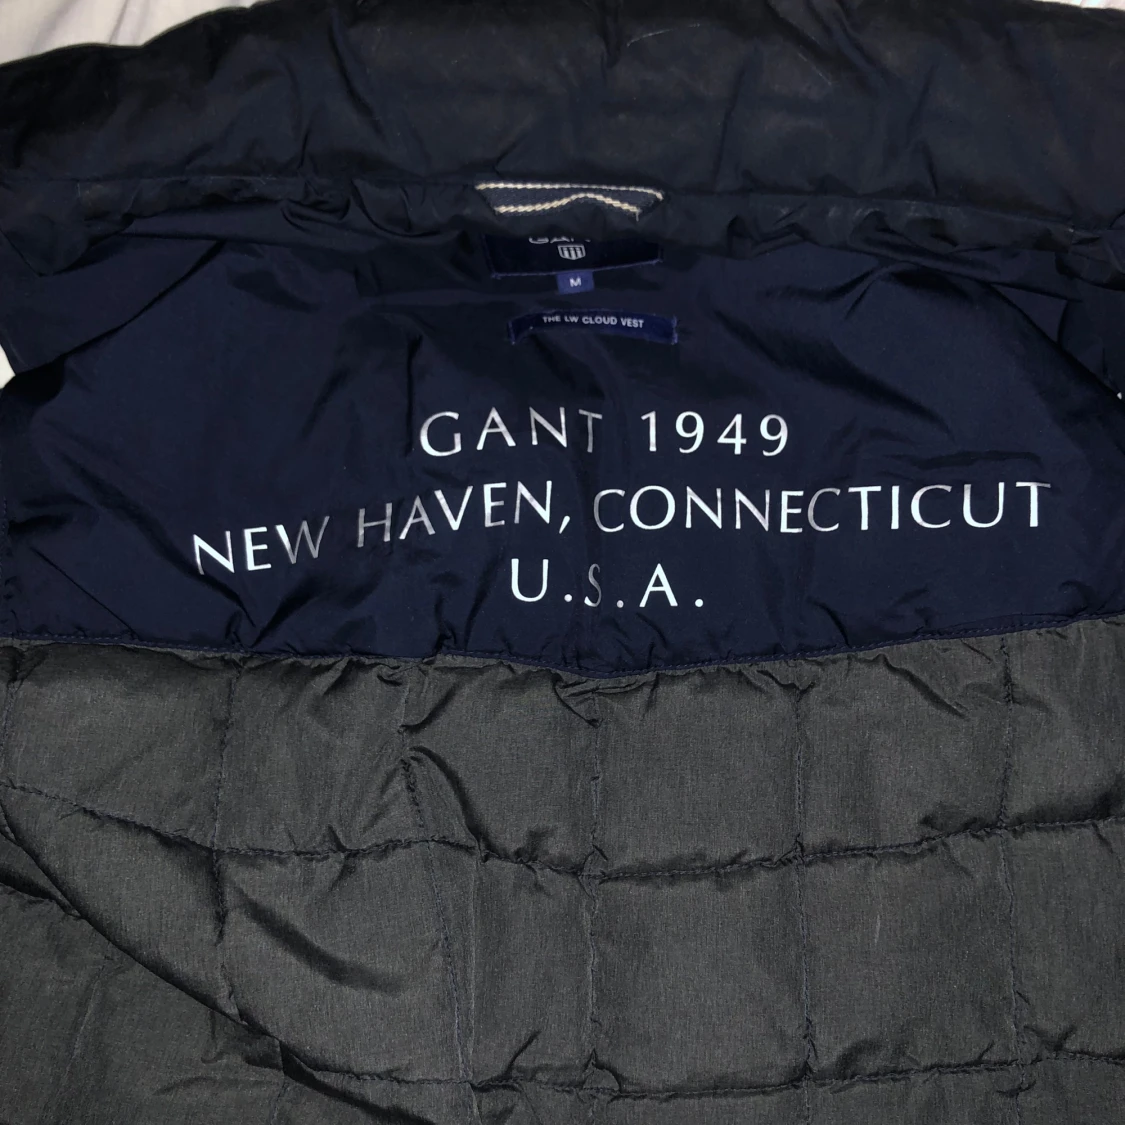 GANT
M
THE LW CLOUD VEST
GANT 1949
NEW HAVEN, CONNECTICUT
U.S.A.